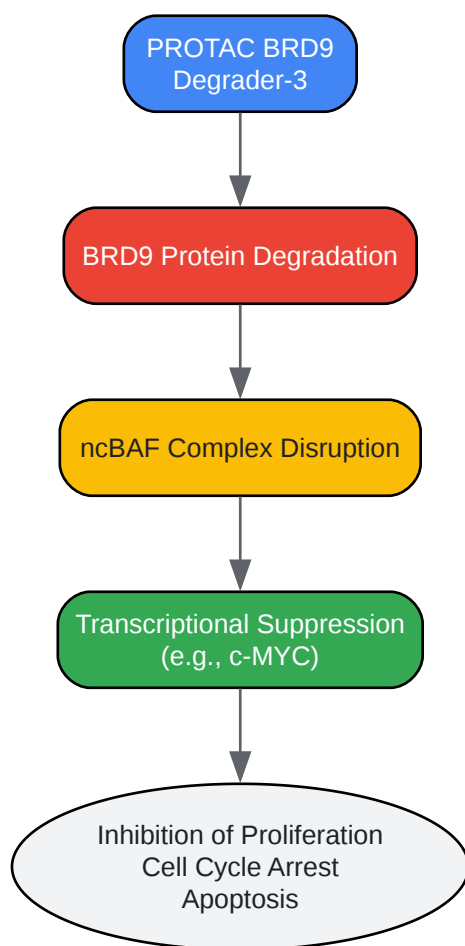 PROTAC BRD9
Degrader-3
BRD9 Protein Degradation
ncBAF Complex Disruption
Transcriptional Suppression
(e.g., c-MYC)
Inhibition of Proliferation
Cell Cycle Arrest
Apoptosis